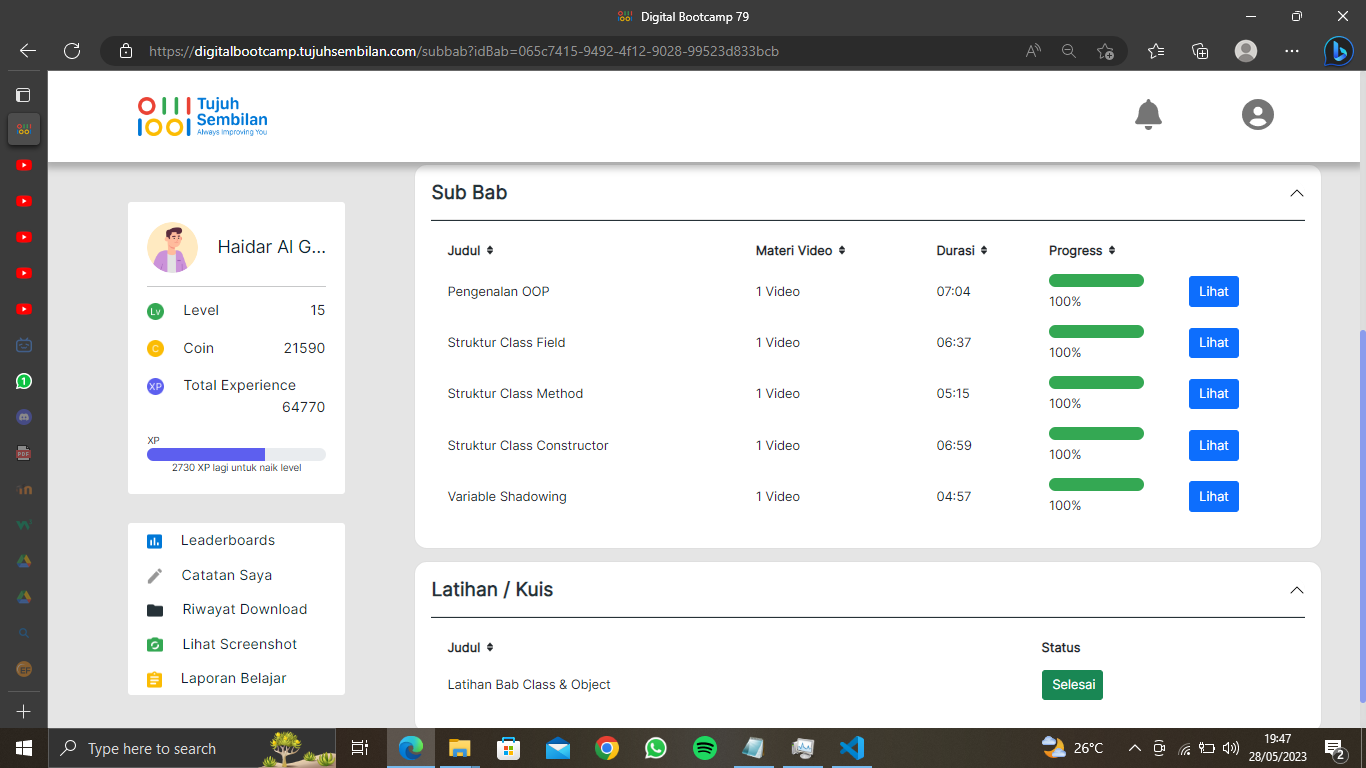 Digital Bootcamp 79
https://digitalbootcamp.tujuhsembilan.com/subbab?idBab=065c7415-9492-4f12-9028-99523d833bcb
Tujuh
Sembilan
Always Improving You
Haidar Al G...
Lv Level 15
C Coin 21590
XP Total Experience
64770
XP
2730 XP lagi untuk naik level
Leaderboards
Catatan Saya
Riwayat Download
Lihat Screenshot
Laporan Belajar
Sub Bab
Judul Materi Video Durasi Progress
Pengenalan OOP 1 Video 07:04 100% Lihat
Struktur Class Field 1 Video 06:37 100% Lihat
Struktur Class Method 1 Video 05:15 100% Lihat
Struktur Class Constructor 1 Video 06:59 100% Lihat
Variable Shadowing 1 Video 04:57 100% Lihat
Latihan / Kuis
Judul Status
Latihan Bab Class & Object Selesai
1
PDF
in
EF
Type here to search
26°C
19:47
28/05/2023
2